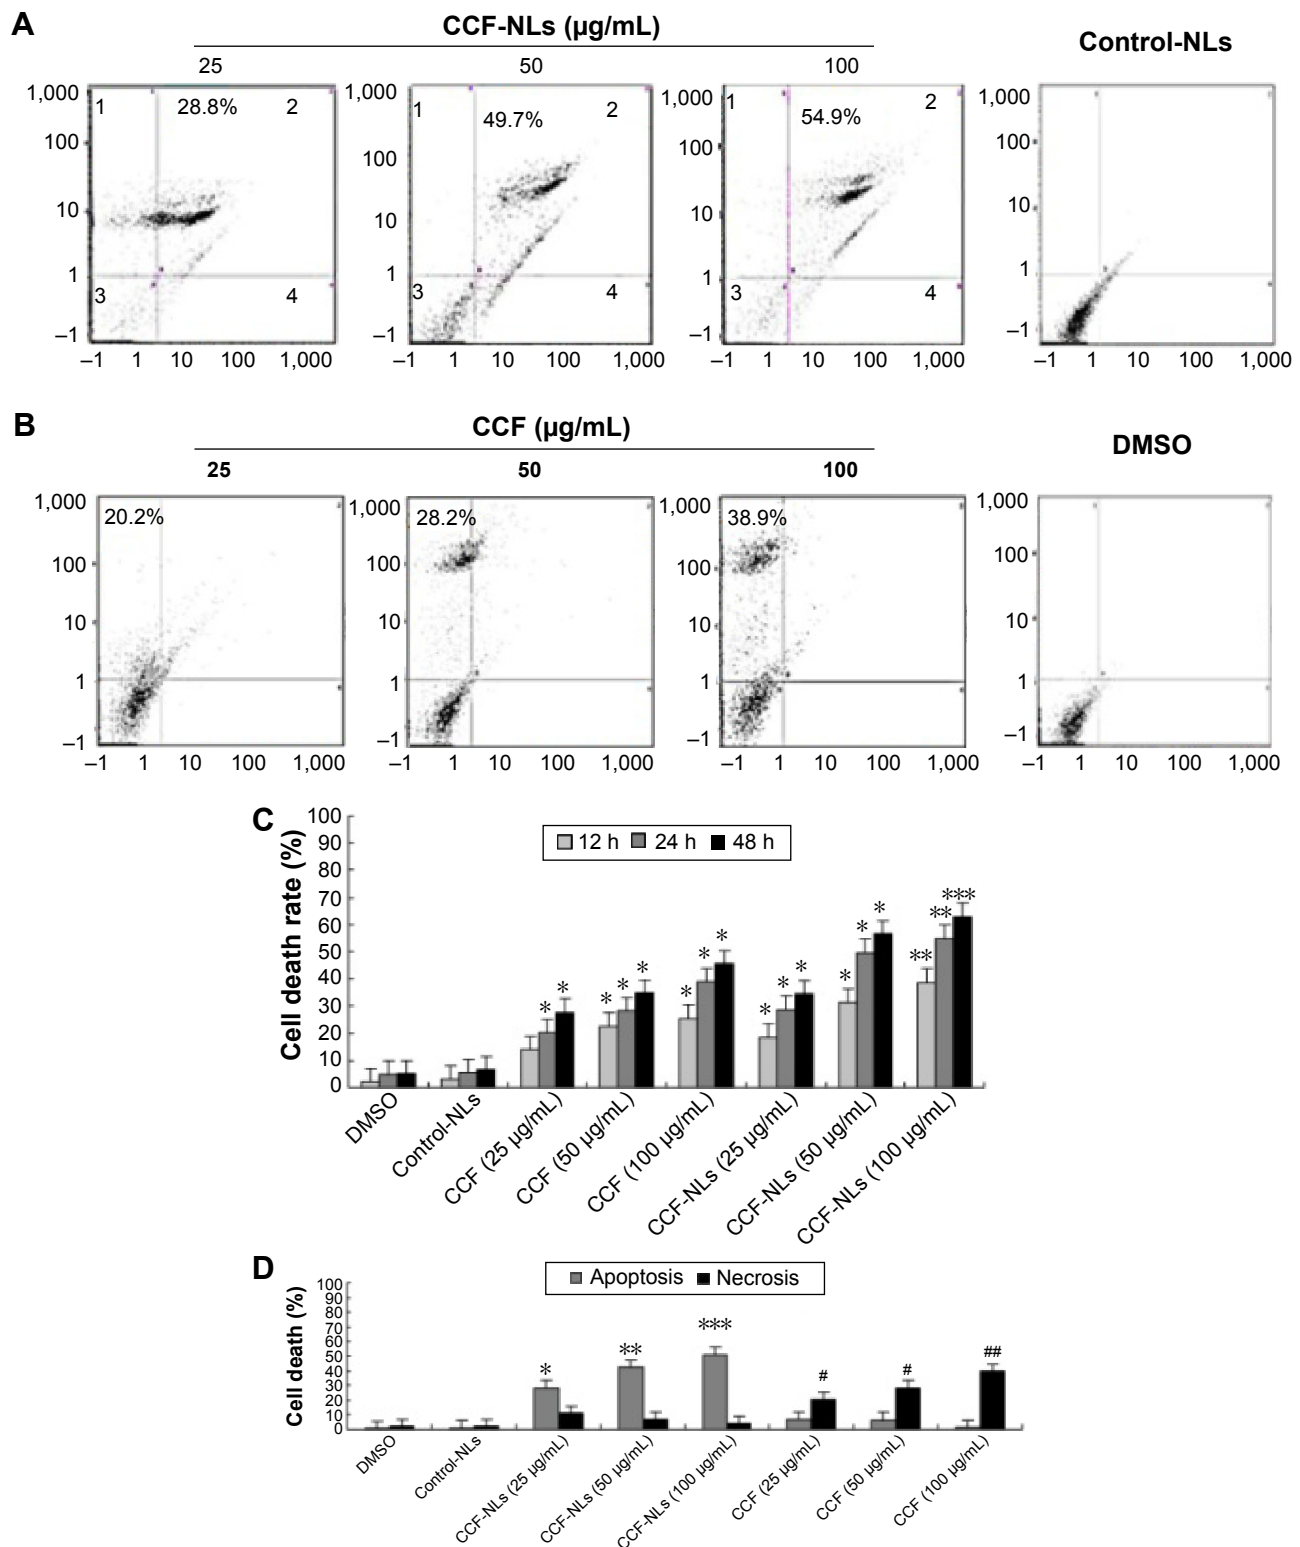 A
CCF-NLs (µg/mL)
Control-NLs
25 50 100
1,000 100 10 1 –1
1 28.8% 2
3 4
–1 1 10 100 1,000
1,000 100 10 1 –1
1 49.7% 2
3 4
–1 1 10 100 1,000
1,000 100 10 1 –1
1 54.9% 2
3 4
–1 1 10 100 1,000
1,000 100 10 1 –1
–1 1 10 100 1,000
B
CCF (µg/mL)
DMSO
25 50 100
1,000 100 10 1 –1
20.2%
–1 1 10 100 1,000
1,000 100 10 1 –1
28.2%
–1 1 10 100 1,000
1,000 100 10 1 –1
38.9%
–1 1 10 100 1,000
1,000 100 10 1 –1
–1 1 10 100 1,000
C
Cell death rate (%)
100
90
80
70
60
50
40
30
20
10
0
12 h 24 h 48 h
* * * * * * * * * * * * * ** ** ***
DMSO
Control-NLs
CCF (25 µg/mL)
CCF (50 µg/mL)
CCF (100 µg/mL)
CCF-NLs (25 µg/mL)
CCF-NLs (50 µg/mL)
CCF-NLs (100 µg/mL)
D
Cell death (%)
100
90
80
70
60
50
40
30
20
10
0
Apoptosis Necrosis
* ** *** # # ##
DMSO
Control-NLs
CCF-NLs (25 µg/mL)
CCF-NLs (50 µg/mL)
CCF-NLs (100 µg/mL)
CCF (25 µg/mL)
CCF (50 µg/mL)
CCF (100 µg/mL)